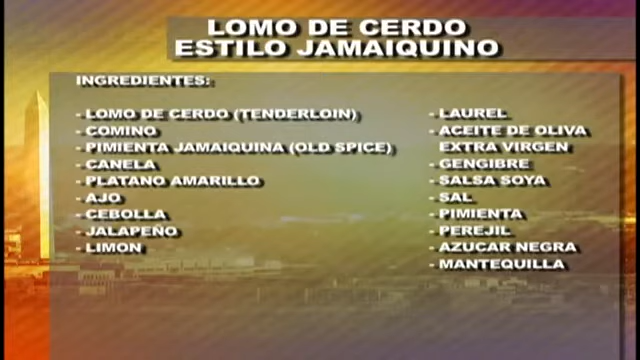 LOMO DE CERDO
ESTILO JAMAIQUINO
INGREDIENTES:
- LOMO DE CERDO (TENDERLOIN)
- COMINO
- PIMIENTA JAMAIQUINA (OLD SPICE)
- CANELA
- PLATANO AMARILLO
- AJO
- CEBOLLA
- JALAPEÑO
- LIMON
- LAUREL
- ACEITE DE OLIVA
EXTRA VIRGEN
- GENGIBRE
- SALSA SOYA
- SAL
- PIMIENTA
- PEREJIL
- AZUCAR NEGRA
- MANTEQUILLA